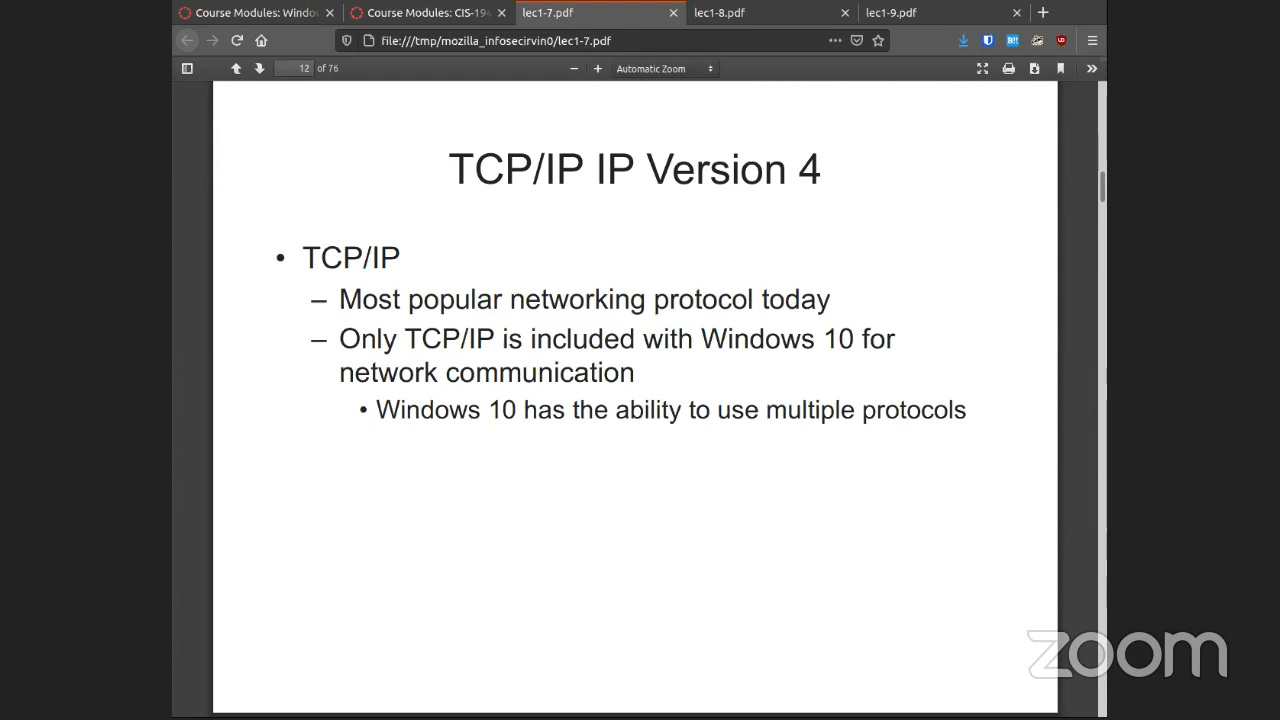 Course Modules: Windo
Course Modules: CIS-194
lec1-7.pdf
lec1-8.pdf
lec1-9.pdf
file:///tmp/mozilla_infosecirvin0/lec1-7.pdf
12 of 76
Automatic Zoom
TCP/IP IP Version 4
• TCP/IP
– Most popular networking protocol today
– Only TCP/IP is included with Windows 10 for
network communication
• Windows 10 has the ability to use multiple protocols
zoom